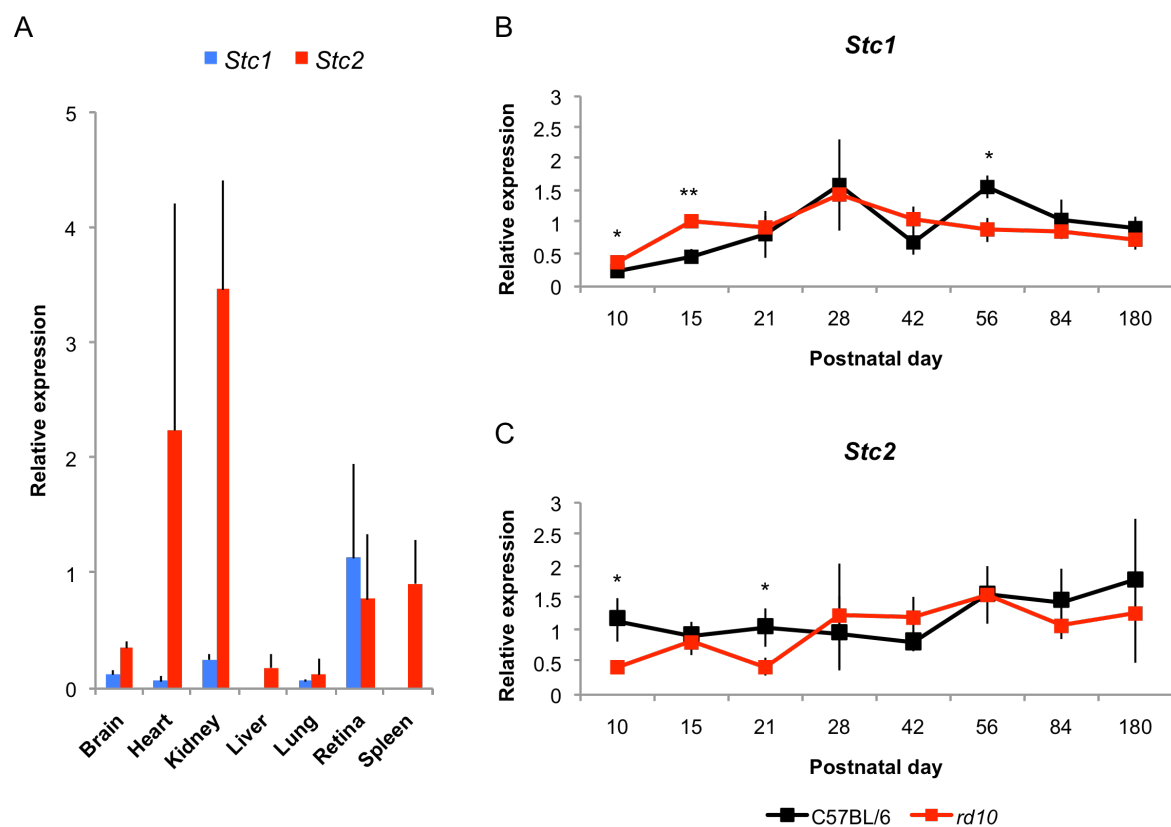 A
Stc1 Stc2
Relative expression
5
4
3
2
1
0
Brain Heart Kidney Liver Lung Retina Spleen
B
Stc1
Relative expression
3
2.5
2
1.5
1
0.5
0
* ** *
10 15 21 28 42 56 84 180
Postnatal day
C
Stc2
Relative expression
3
2.5
2
1.5
1
0.5
0
* *
10 15 21 28 42 56 84 180
Postnatal day
C57BL/6 rd10